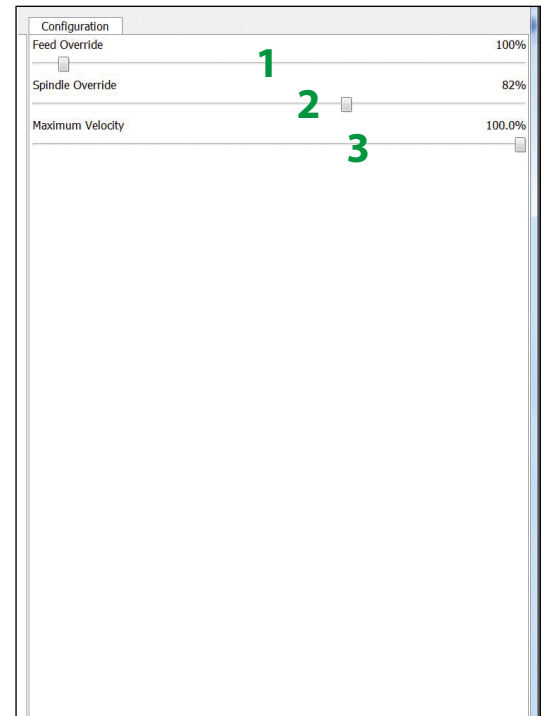 Configuration
Feed Override 100%
1
Spindle Override 82%
2
Maximum Velocity 100.0%
3